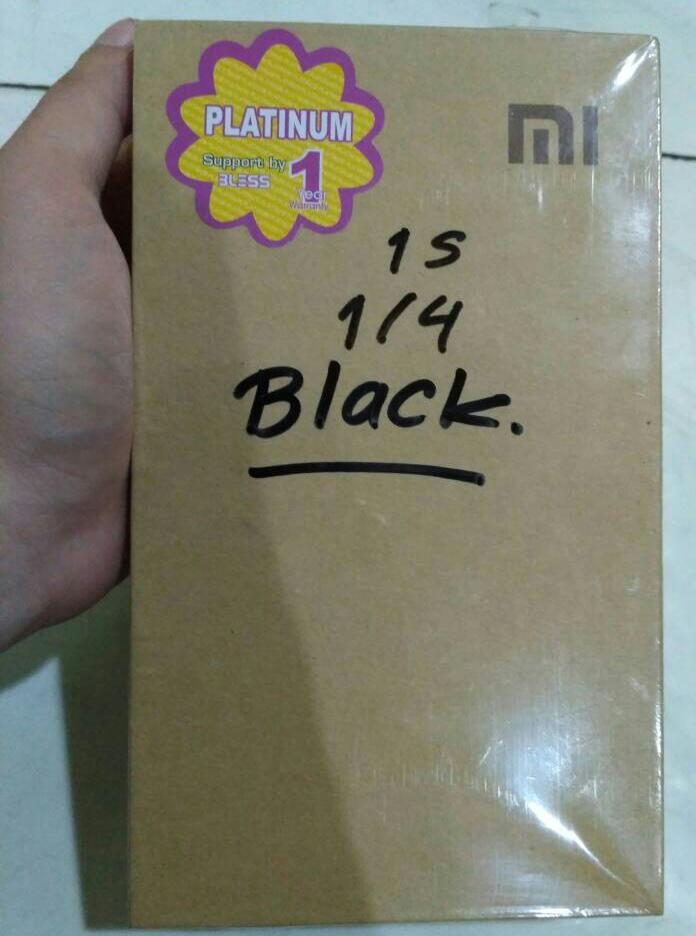 PLATINUM
Support by
BLESS
1
Year
Warranty
MI
1S
1/4
Black.